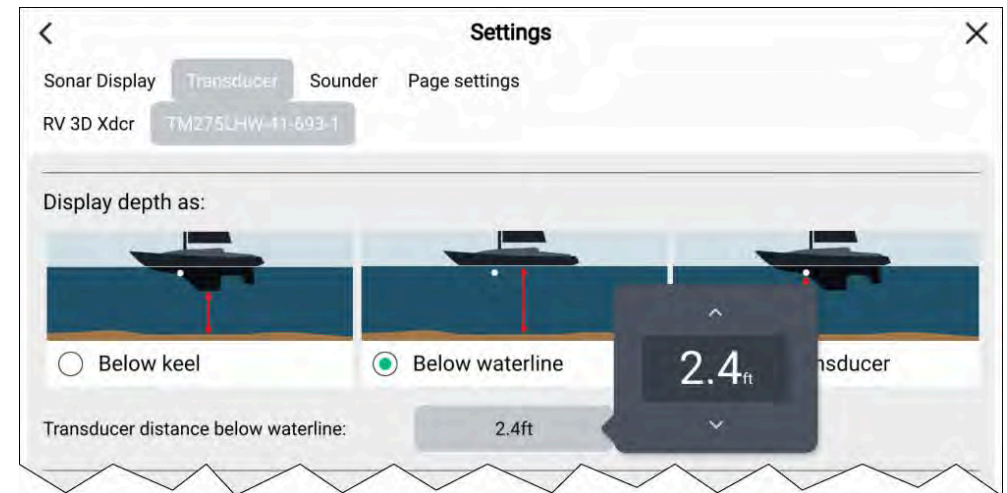 Settings
Sonar Display Transducer Sounder Page settings
RV 3D Xdcr TM275LHW-41-693-1
Display depth as:
Below keel Below waterline nsducer
Transducer distance below waterline: 2.4ft
2.4ft